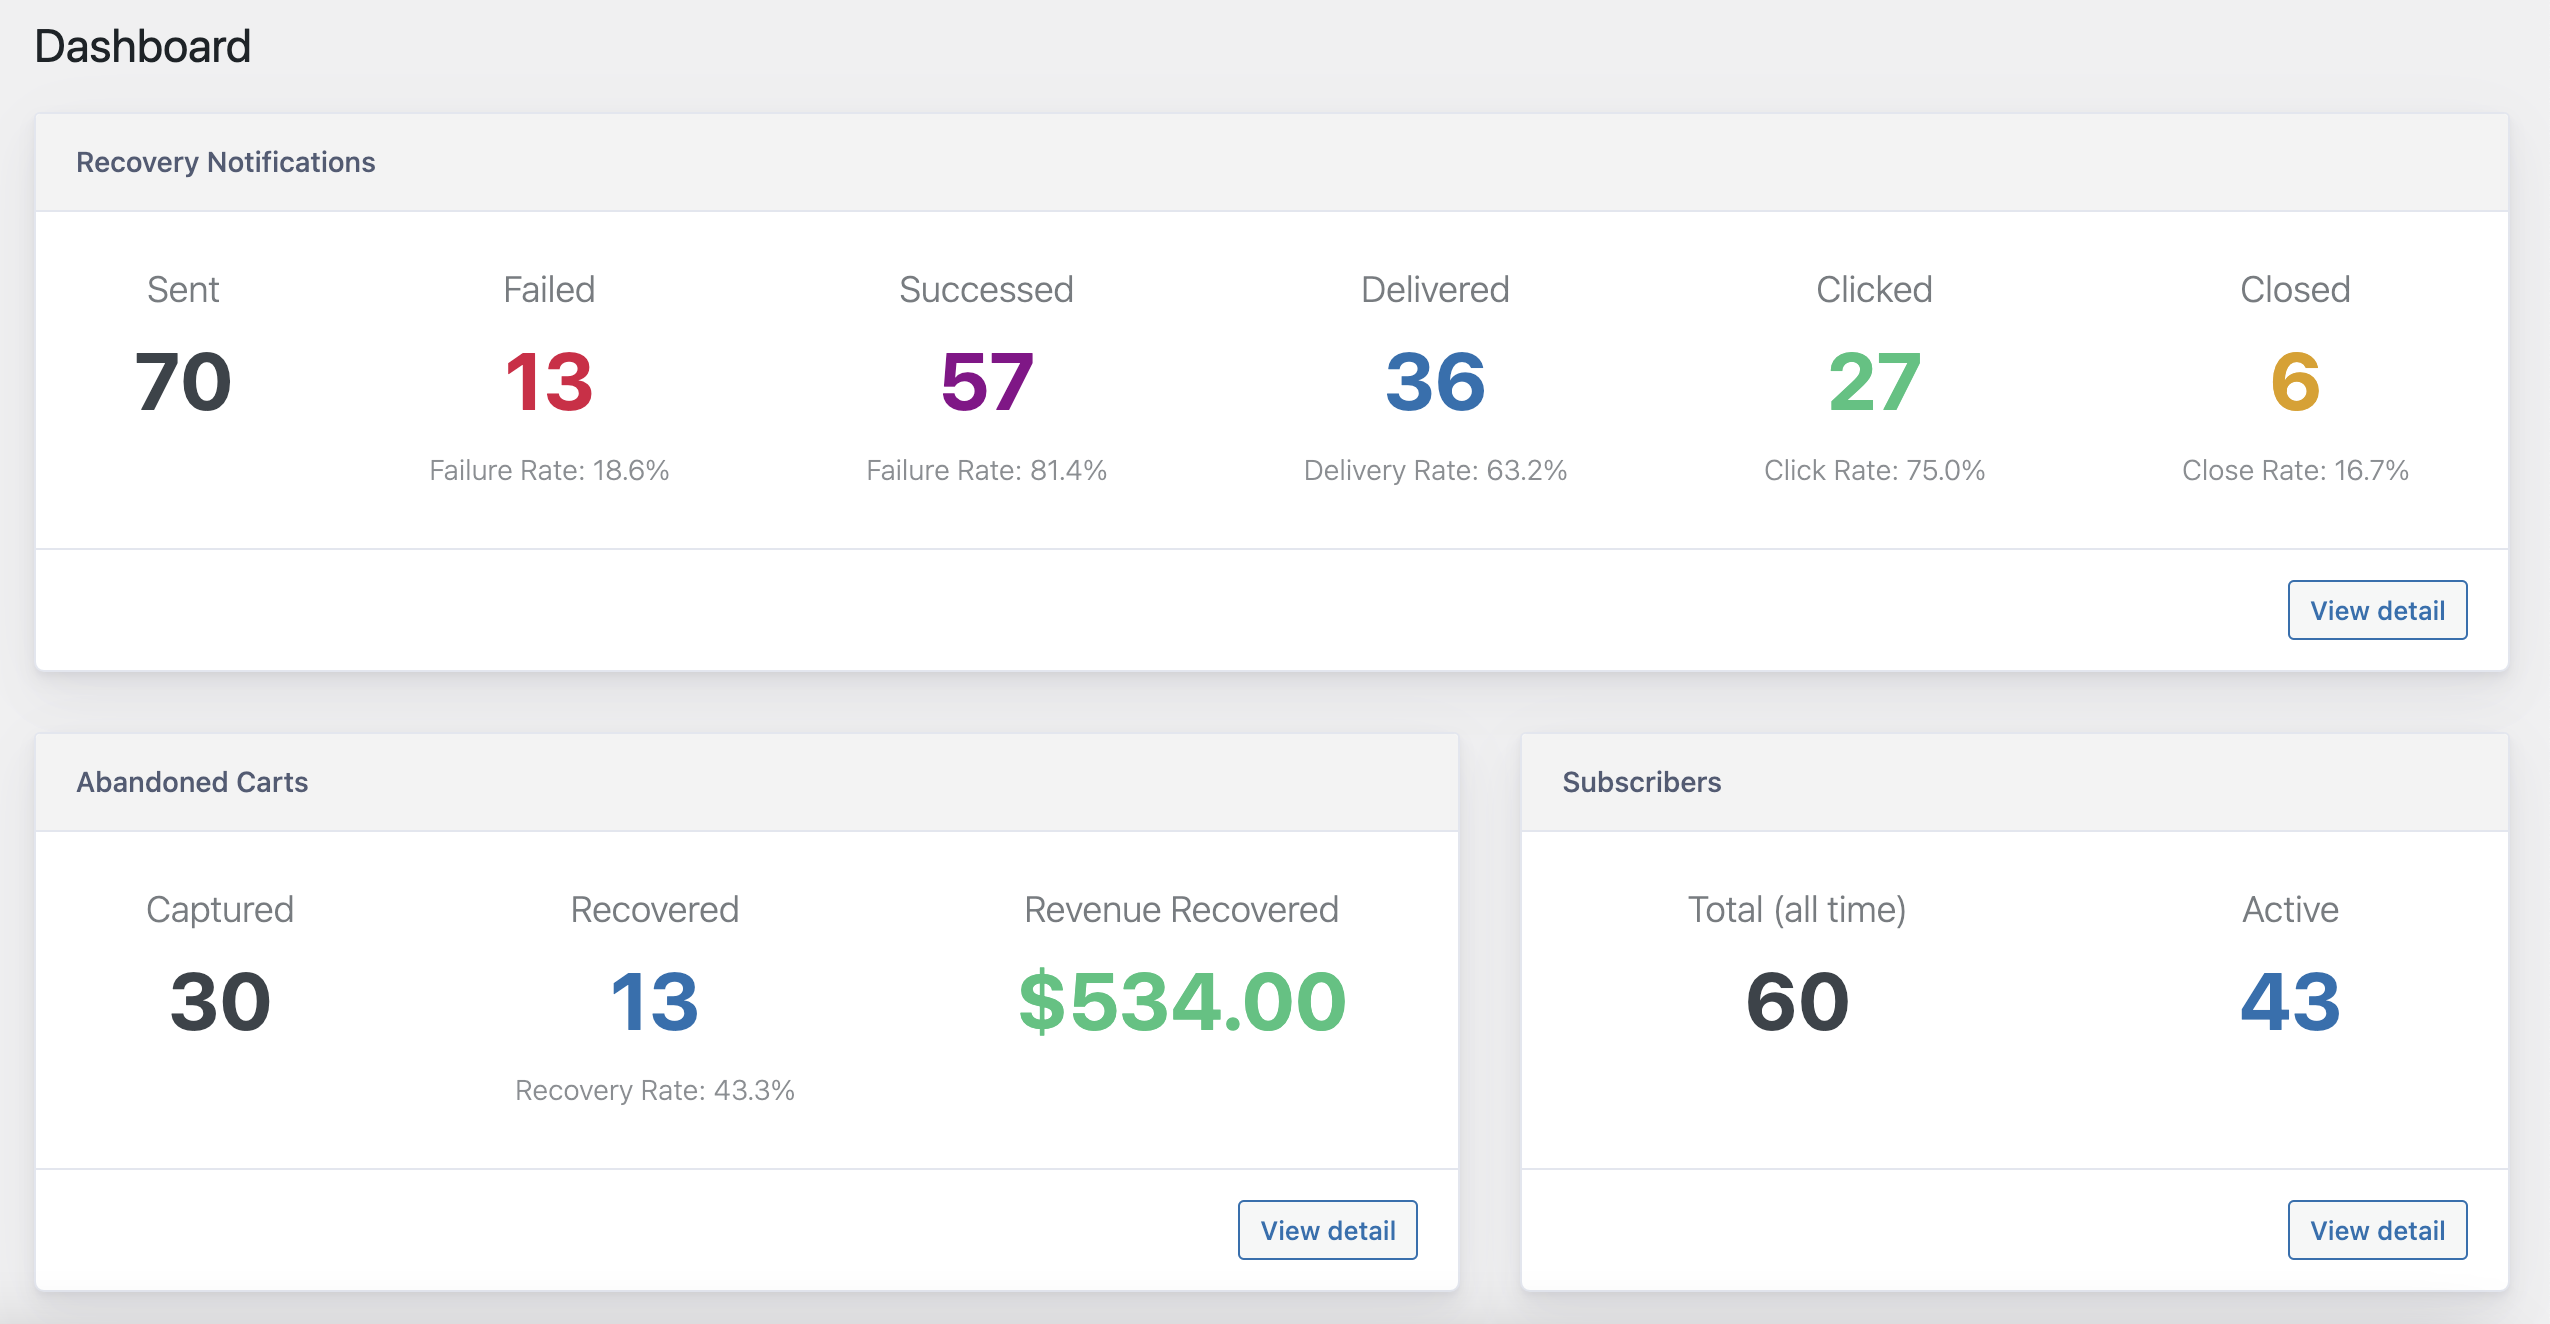 Dashboard
Recovery Notifications
Sent Failed Successed Delivered Clicked Closed
70 13 57 36 27 6
Failure Rate: 18.6% Failure Rate: 81.4% Delivery Rate: 63.2% Click Rate: 75.0% Close Rate: 16.7%
View detail
Abandoned Carts
Captured Recovered Revenue Recovered
30 13 $534.00
Recovery Rate: 43.3%
View detail
Subscribers
Total (all time) Active
60 43
View detail